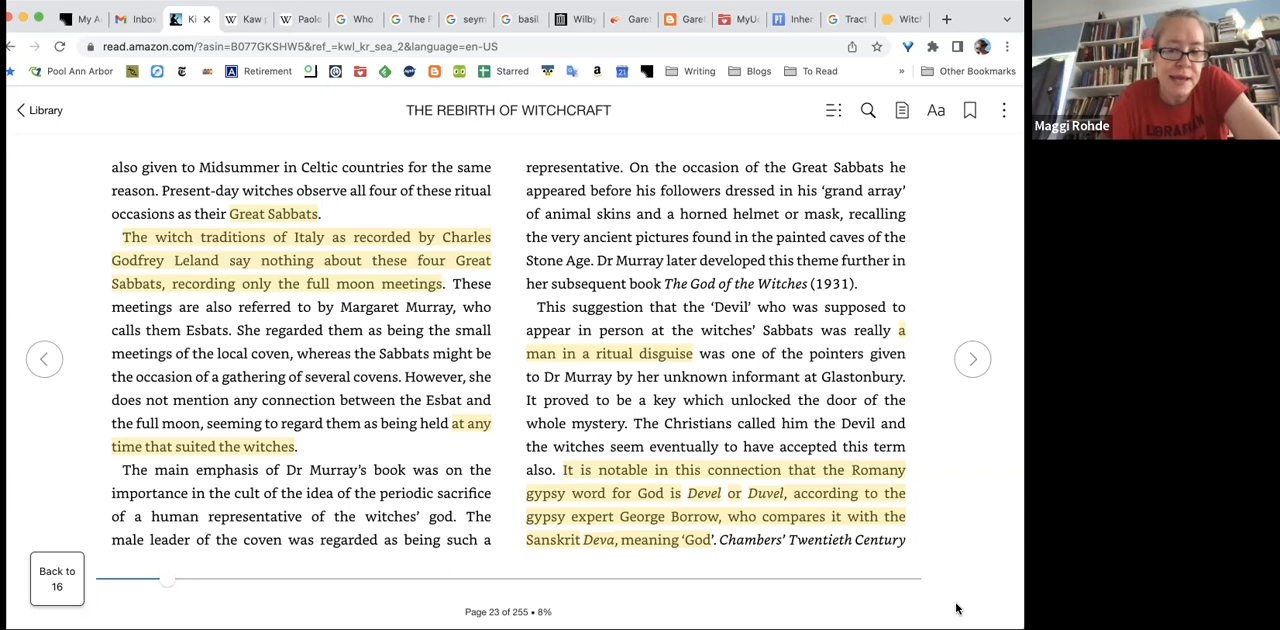 My A
Inbox
Ki
Kaw
Paolo
Who
The F
seym
basil
Wilby
Garet
Garet
MyU
Inher
Tract
Witch
read.amazon.com/?asin=B077GKSHW5&ref_=kwl_kr_sea_2&language=en-US
Pool Ann Arbor
Retirement
Starred
Writing
Blogs
To Read
»
Other Bookmarks
Library
THE REBIRTH OF WITCHCRAFT
Aa
also given to Midsummer in Celtic countries for the same
reason. Present-day witches observe all four of these ritual
occasions as their Great Sabbats.
The witch traditions of Italy as recorded by Charles
Godfrey Leland say nothing about these four Great
Sabbats, recording only the full moon meetings. These
meetings are also referred to by Margaret Murray, who
calls them Esbats. She regarded them as being the small
meetings of the local coven, whereas the Sabbats might be
the occasion of a gathering of several covens. However, she
does not mention any connection between the Esbat and
the full moon, seeming to regard them as being held at any
time that suited the witches.
The main emphasis of Dr Murray's book was on the
importance in the cult of the idea of the periodic sacrifice
of a human representative of the witches' god. The
male leader of the coven was regarded as being such a
representative. On the occasion of the Great Sabbats he
appeared before his followers dressed in his 'grand array'
of animal skins and a horned helmet or mask, recalling
the very ancient pictures found in the painted caves of the
Stone Age. Dr Murray later developed this theme further in
her subsequent book The God of the Witches (1931).
This suggestion that the 'Devil' who was supposed to
appear in person at the witches' Sabbats was really a
man in a ritual disguise was one of the pointers given
to Dr Murray by her unknown informant at Glastonbury.
It proved to be a key which unlocked the door of the
whole mystery. The Christians called him the Devil and
the witches seem eventually to have accepted this term
also. It is notable in this connection that the Romany
gypsy word for God is Devel or Duvel, according to the
gypsy expert George Borrow, who compares it with the
Sanskrit Deva, meaning 'God'. Chambers' Twentieth Century
Back to
16
Page 23 of 255 • 8%
LIBRARIAN
Maggi Rohde